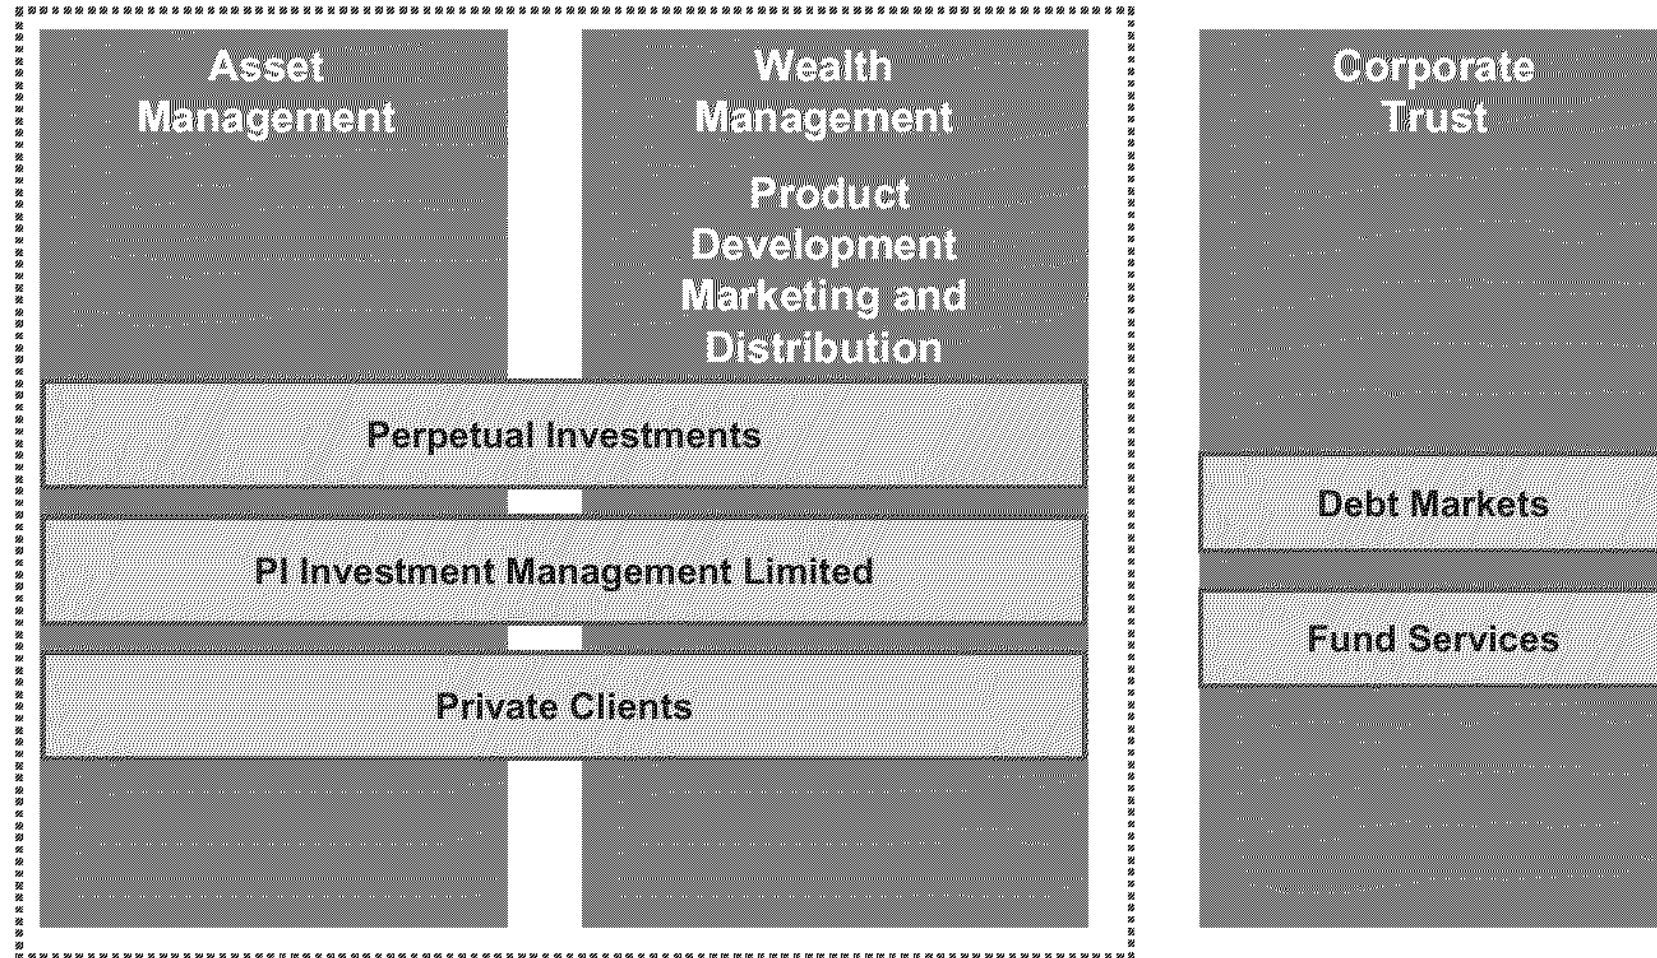 Asset
Management
Wealth
Management
Product
Development
Marketing and
Distribution
Corporate
Trust
Perpetual Investments
PI Investment Management Limited
Private Clients
Debt Markets
Fund Services